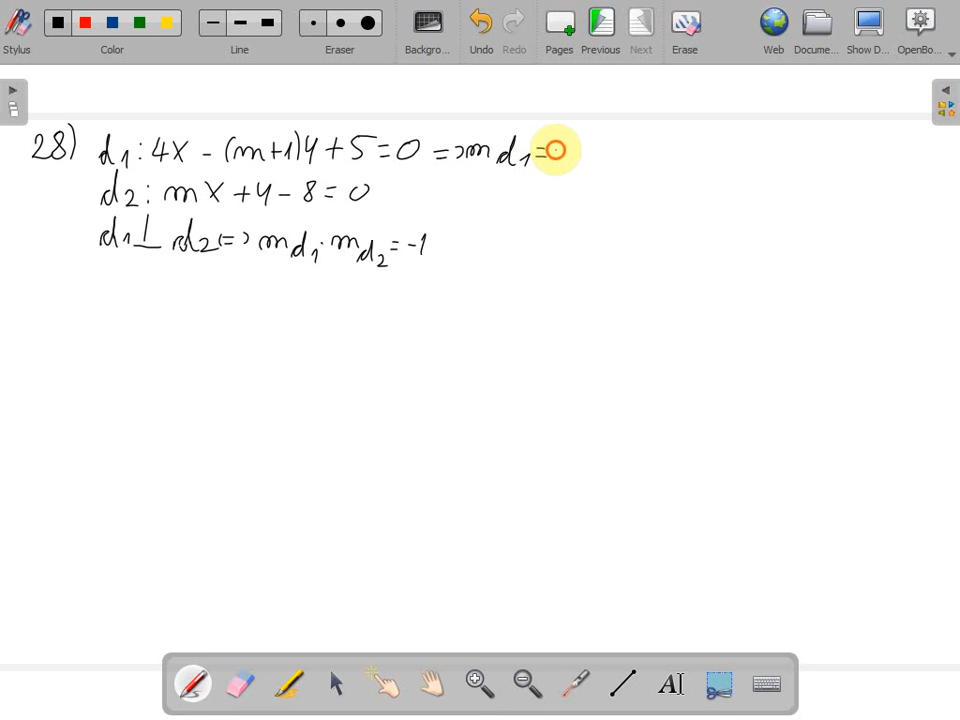 Stylus Color Line Eraser Backgro... Undo Redo Pages Previous Next Erase Web Docume... Show D... OpenBo...
28) d1 : 4x - (m+1)y + 5 = 0 => m d1 =
d2 : mx + y - 8 = 0
d1 ⊥ d2 <=> m d1 · m d2 = -1